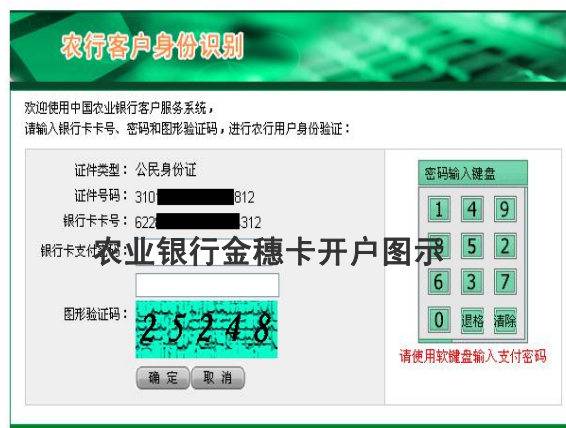 农行客户身份识别
欢迎使用中国农业银行客户服务系统，
请输入银行卡卡号、密码和图形验证码，进行农行用户身份验证：
证件类型：公民身份证
证件号码：310 812
银行卡卡号：622 312
银行卡支付密码：
农业银行金穗卡开户图示
图形验证码：
25248
确 定 取 消
密码输入键盘
1 4 9
8 5 2
6 3 7
0 退格 清除
请使用软键盘输入支付密码